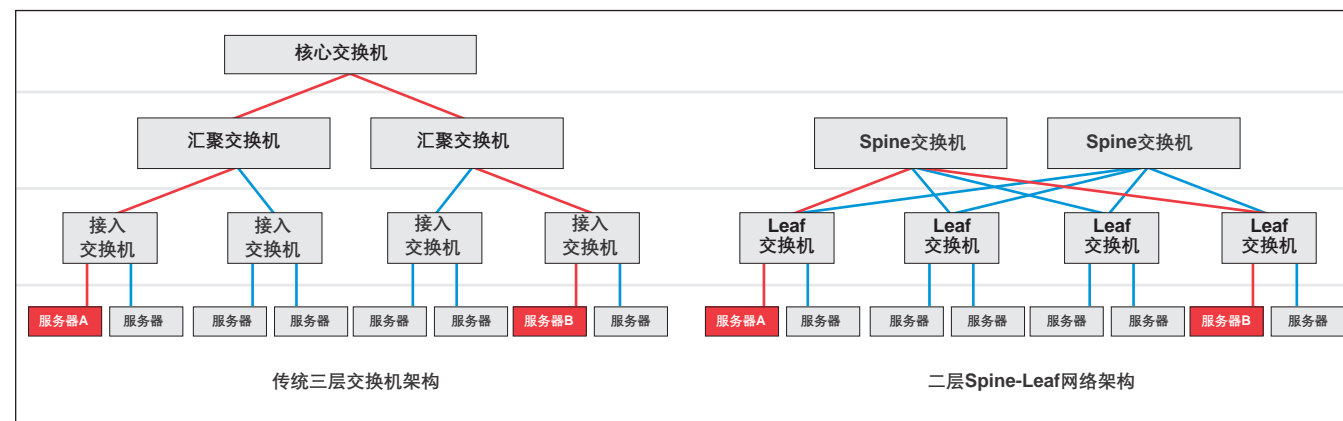 核心交换机
汇聚交换机
汇聚交换机
接入
交换机
接入
交换机
接入
交换机
接入
交换机
服务器A
服务器
服务器
服务器
服务器
服务器
服务器B
服务器
传统三层交换机架构
Spine交换机
Spine交换机
Leaf
交换机
Leaf
交换机
Leaf
交换机
Leaf
交换机
服务器A
服务器
服务器
服务器
服务器
服务器
服务器B
服务器
二层Spine-Leaf网络架构